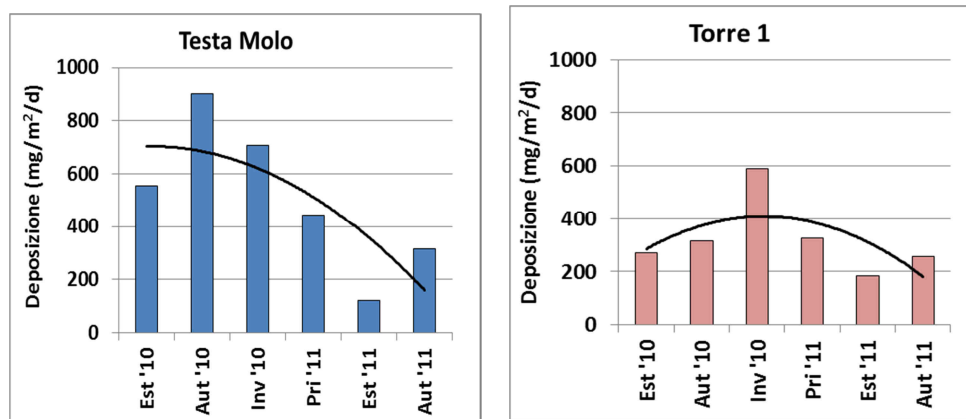 Testa Molo
Deposizione (mg/m²/d)
1000
800
600
400
200
0
Est '10
Aut '10
Inv '10
Pri '11
Est '11
Aut '11
Torre 1
Deposizione (mg/m²/d)
1000
800
600
400
200
0
Est '10
Aut '10
Inv '10
Pri '11
Est '11
Aut '11